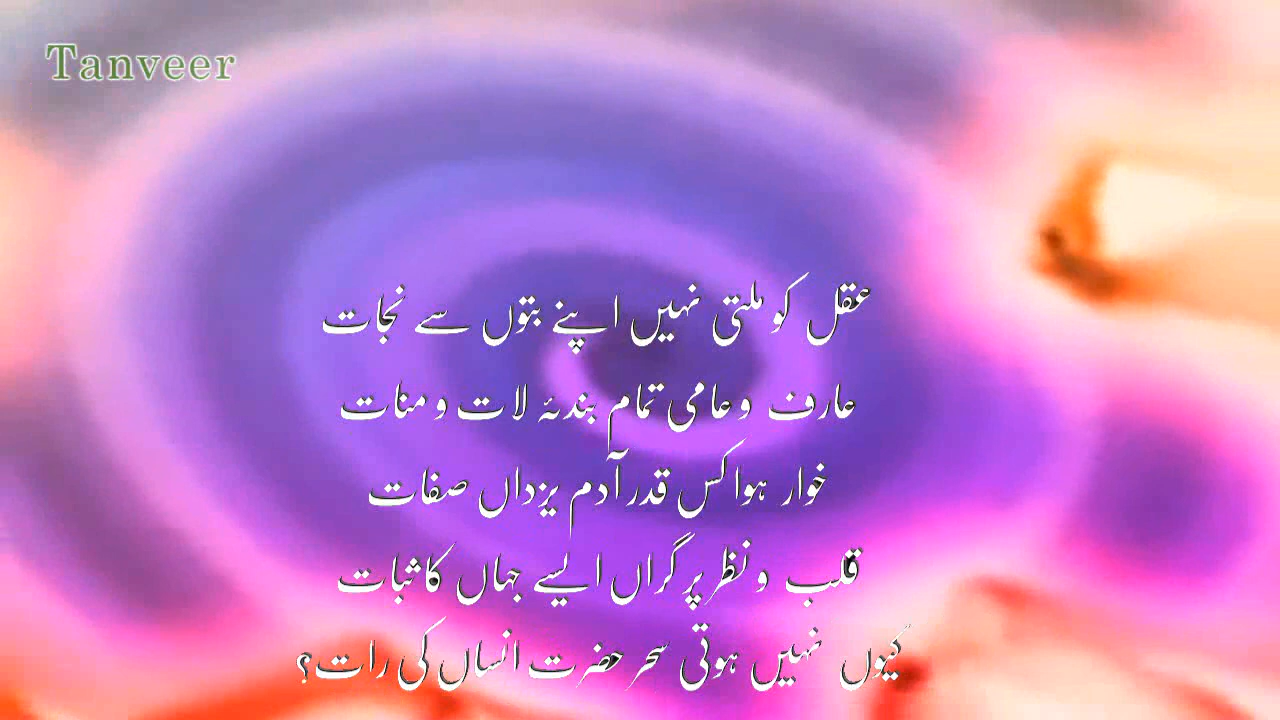 Tanveer
عقل کو ملتی نہیں اپنے بتوں سے نجات
عارف و عامی تمام بندۂ لات و منات
خوار ہوا کس قدر آدم یزداں صفات
قلب و نظر پر گراں ایسے جہاں کا ثبات
کیوں نہیں ہوتی سحر حضرت انساں کی رات؟